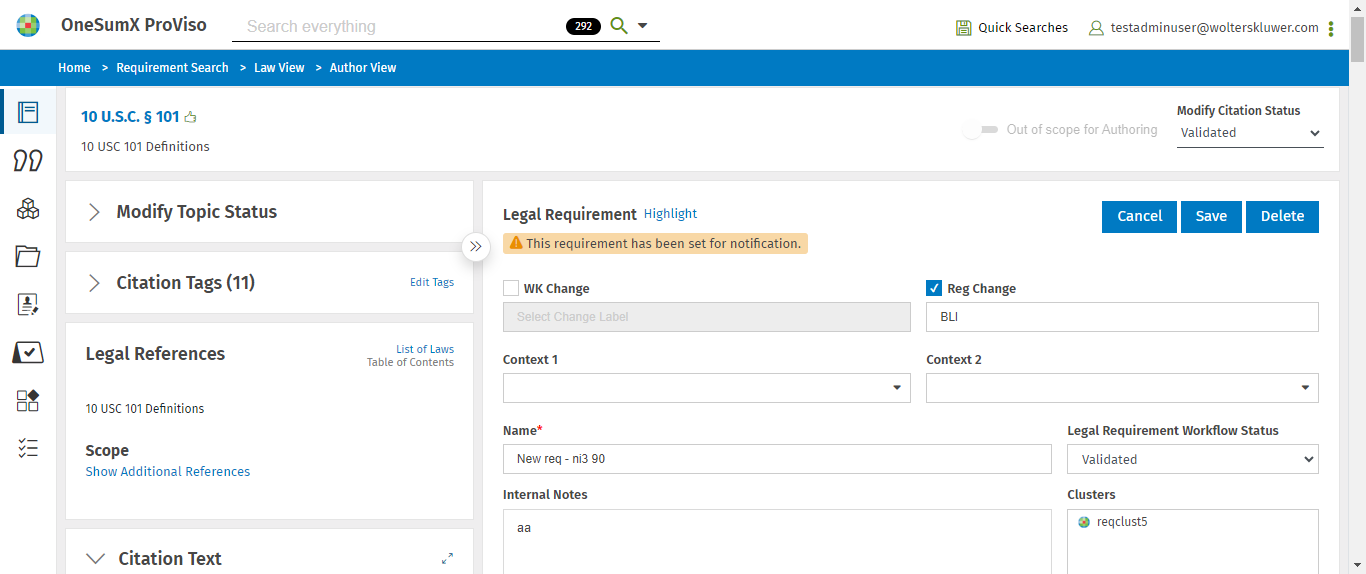 OneSumX ProViso
Search everything
292
Quick Searches
testadminuser@wolterskluwer.com
Home > Requirement Search > Law View > Author View
10 U.S.C. § 101
10 USC 101 Definitions
Out of scope for Authoring
Modify Citation Status
Validated
Modify Topic Status
Citation Tags (11)
Edit Tags
Legal References
List of Laws
Table of Contents
10 USC 101 Definitions
Scope
Show Additional References
Citation Text
Legal Requirement Highlight
This requirement has been set for notification.
Cancel
Save
Delete
WK Change
Select Change Label
Reg Change
BLI
Context 1
Context 2
Name*
New req - ni3 90
Legal Requirement Workflow Status
Validated
Internal Notes
aa
Clusters
reqclust5